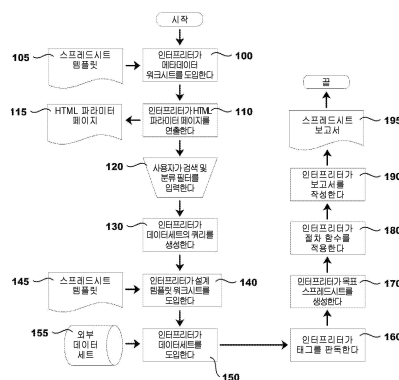 시작
105
스프레드시트
템플릿
인터프리터가
메타데이터
워크시트를 도입한다
100
115
HTML 파라미터
페이지
인터프리터가 HTML
파라미터 페이지를
연출한다
110
120
사용자가 검색 및
분류 필터를
입력한다
130
인터프리터가
데이터세트의 쿼리를
생성한다
145
스프레드시트
템플릿
인터프리터가 설계
템플릿 워크시트를
도입한다
140
155
외부
데이터
세트
인터프리터가
데이터세트를
도입한다
150
끝
스프레드시트
보고서
195
인터프리터가
보고서를
작성한다
190
인터프리터가
절차 함수를
적용한다
180
인터프리터가 목표
스프레드시트를
생성한다
170
인터프리터가
태그를 판독한다
160